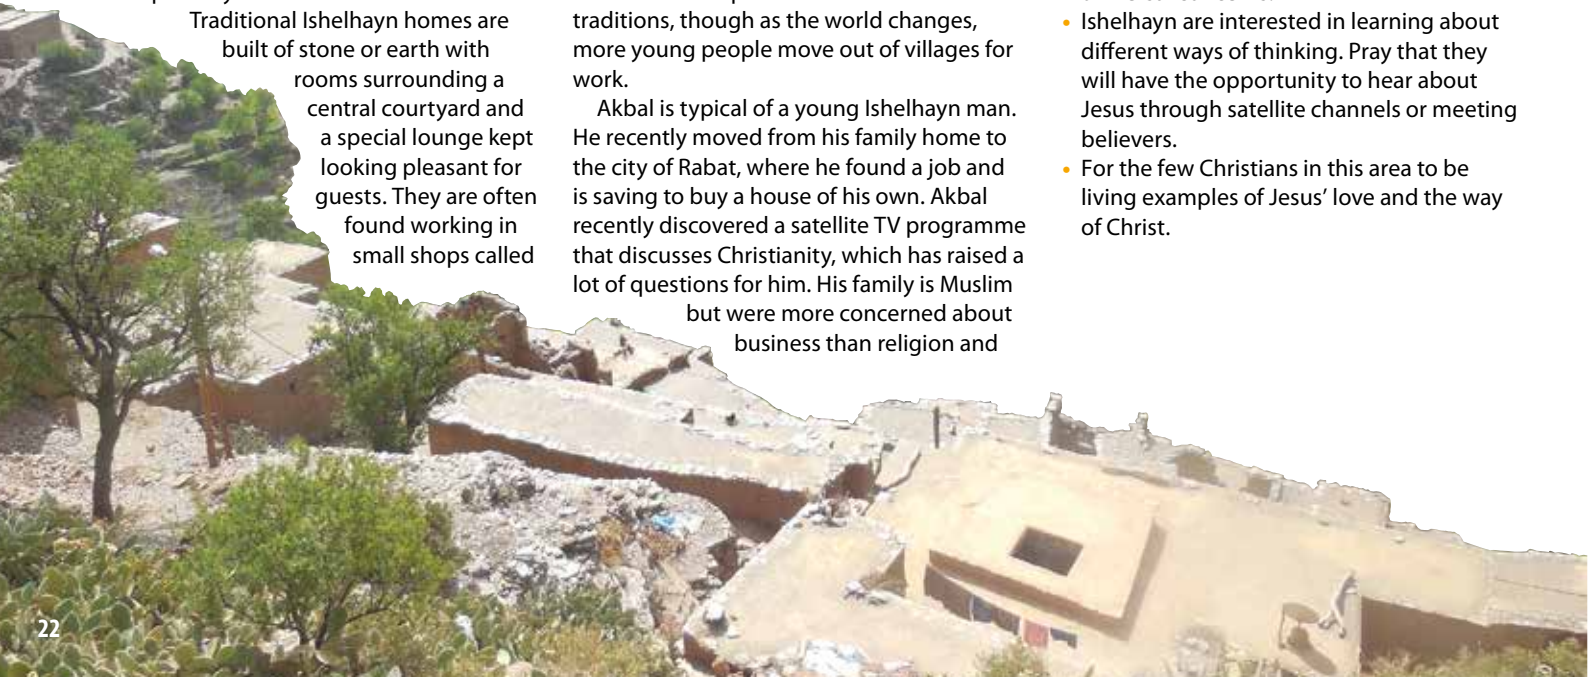 Traditional Ishelhayn homes are
built of stone or earth with
rooms surrounding a
central courtyard and
a special lounge kept
looking pleasant for
guests. They are often
found working in
small shops called
traditions, though as the world changes,
more young people move out of villages for
work.
Akbal is typical of a young Ishelhayn man.
He recently moved from his family home to
the city of Rabat, where he found a job and
is saving to buy a house of his own. Akbal
recently discovered a satellite TV programme
that discusses Christianity, which has raised a
lot of questions for him. His family is Muslim
but were more concerned about
business than religion and
• Ishelhayn are interested in learning about
different ways of thinking. Pray that they
will have the opportunity to hear about
Jesus through satellite channels or meeting
believers.
• For the few Christians in this area to be
living examples of Jesus’ love and the way
of Christ.
22